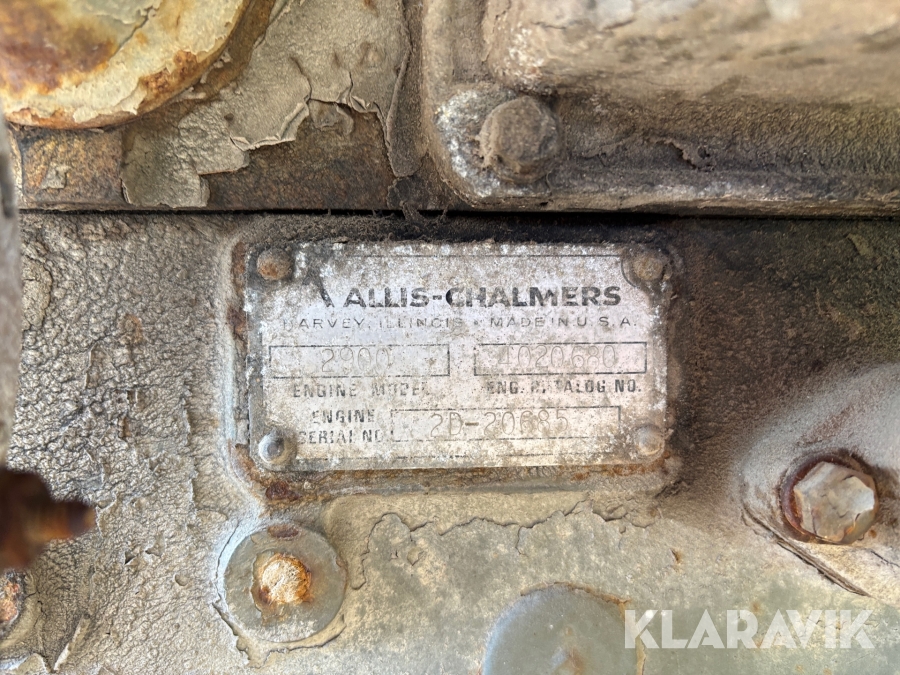 ALLIS-CHALMERS
HARVEY, ILLINOIS • MADE IN U.S.A.
2900 4020680
ENGINE MODEL ENG. CATALOG NO.
ENGINE
SERIAL NO. 2D-20685
KLARAVIK